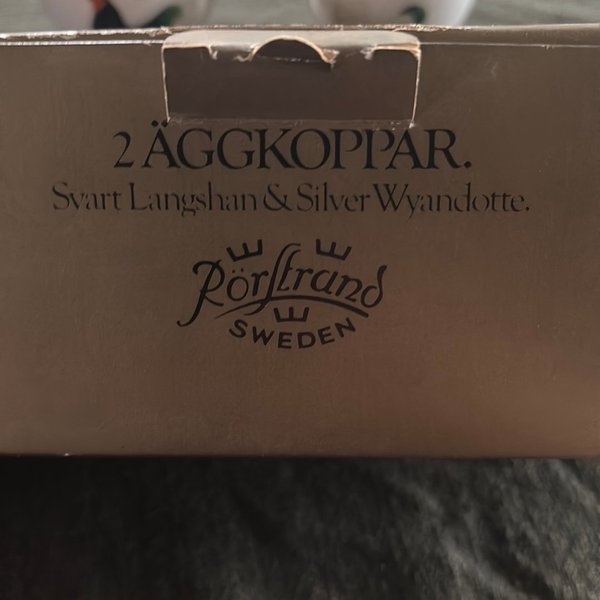 2 ÄGGKOPPAR.
Svart Langshan & Silver Wyandotte.
Rörstrand
SWEDEN